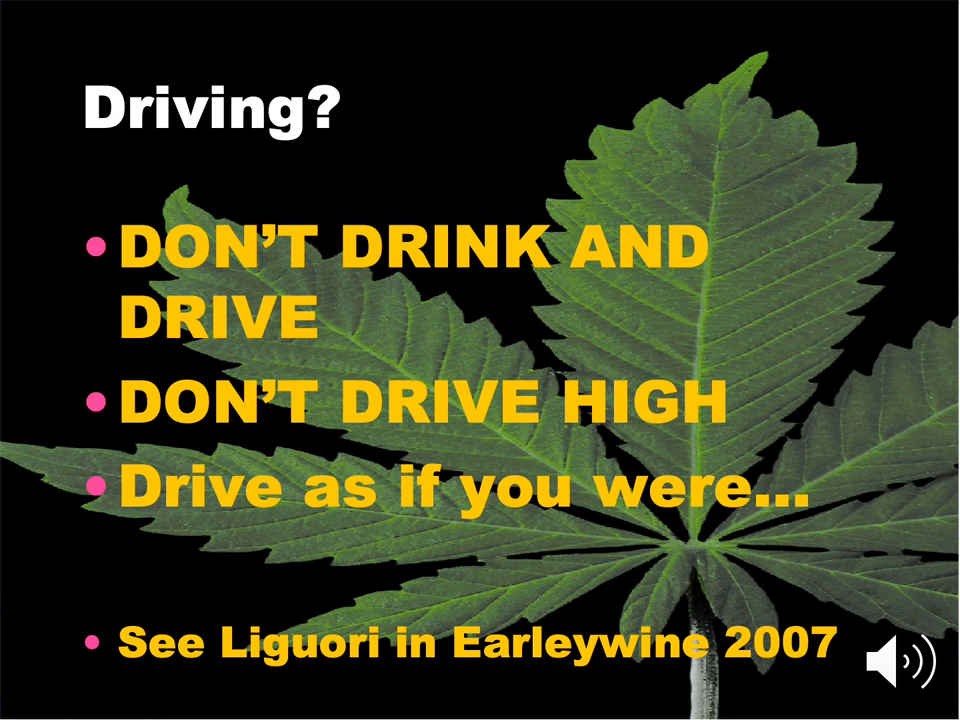 Driving?
• DON’T DRINK AND
DRIVE
• DON’T DRIVE HIGH
• Drive as if you were…
• See Liguori in Earleywine 2007